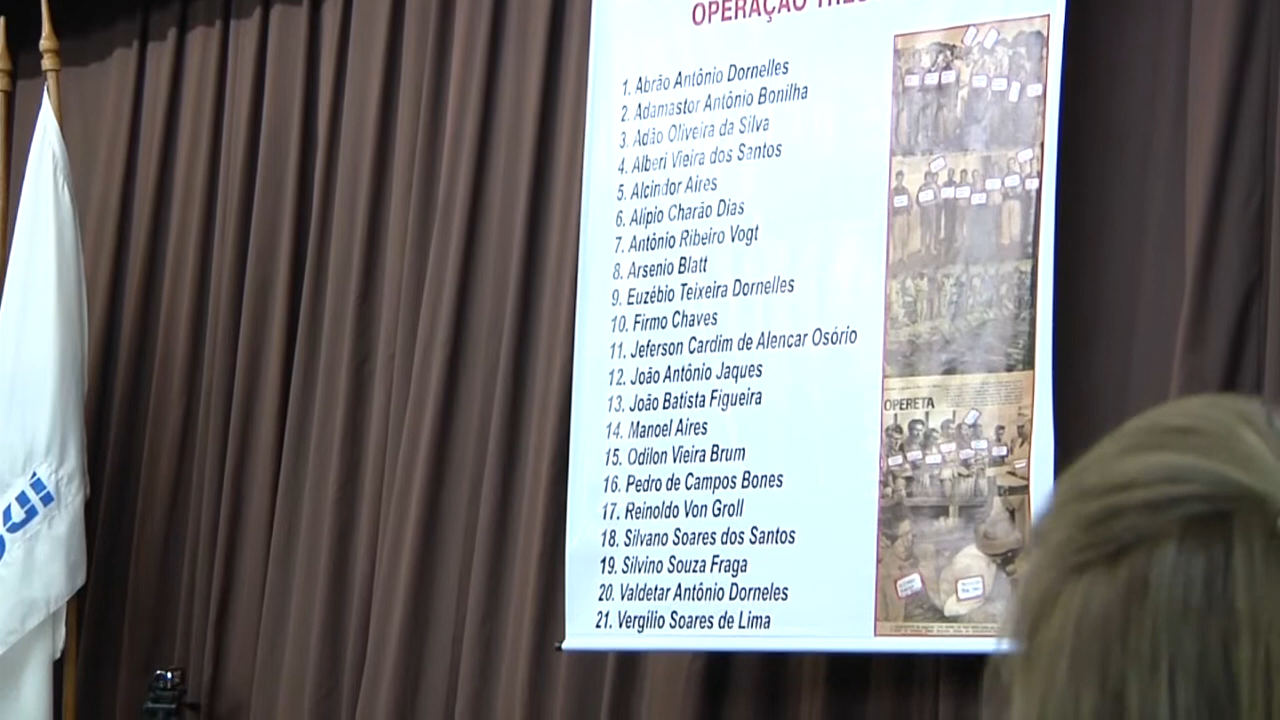 OPERAÇÃO
1. Abrão Antônio Dornelles
2. Adamastor Antônio Bonilha
3. Adão Oliveira da Silva
4. Alberi Vieira dos Santos
5. Alcindor Aires
6. Alípio Charão Dias
7. Antônio Ribeiro Vogt
8. Arsenio Blatt
9. Euzébio Teixeira Dornelles
10. Firmo Chaves
11. Jeferson Cardim de Alencar Osório
12. João Antônio Jaques
13. João Batista Figueira
14. Manoel Aires
15. Odilon Vieira Brum
16. Pedro de Campos Bones
17. Reinoldo Von Groll
18. Silvano Soares dos Santos
19. Silvino Souza Fraga
20. Valdetar Antônio Dorneles
21. Vergílio Soares de Lima
OPERETA